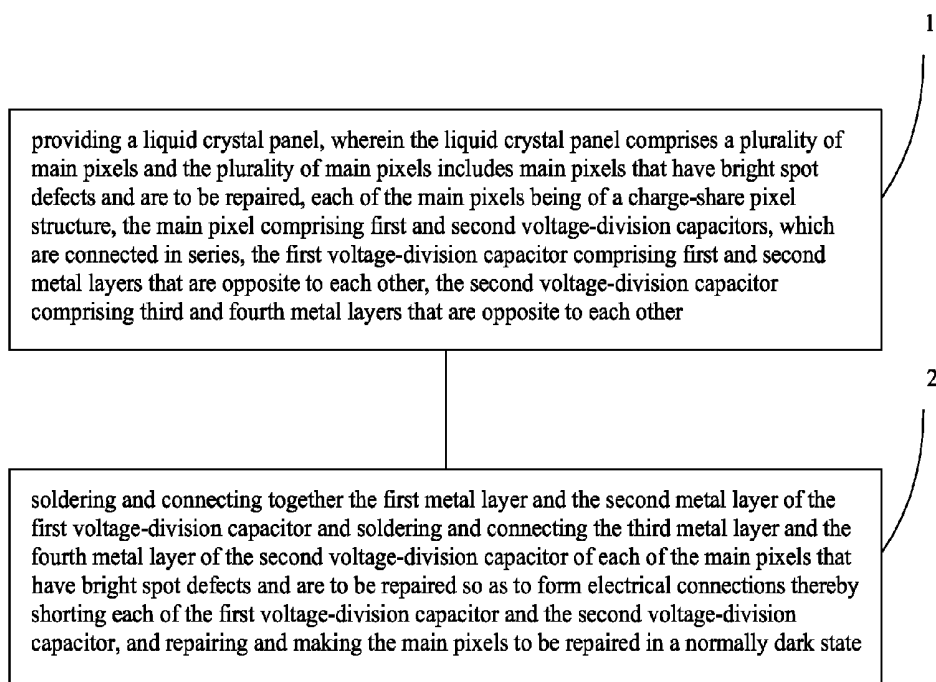 1
providing a liquid crystal panel, wherein the liquid crystal panel comprises a plurality of
main pixels and the plurality of main pixels includes main pixels that have bright spot
defects and are to be repaired, each of the main pixels being of a charge-share pixel
structure, the main pixel comprising first and second voltage-division capacitors, which
are connected in series, the first voltage-division capacitor comprising first and second
metal layers that are opposite to each other, the second voltage-division capacitor
comprising third and fourth metal layers that are opposite to each other
2
soldering and connecting together the first metal layer and the second metal layer of the
first voltage-division capacitor and soldering and connecting the third metal layer and the
fourth metal layer of the second voltage-division capacitor of each of the main pixels that
have bright spot defects and are to be repaired so as to form electrical connections thereby
shorting each of the first voltage-division capacitor and the second voltage-division
capacitor, and repairing and making the main pixels to be repaired in a normally dark state